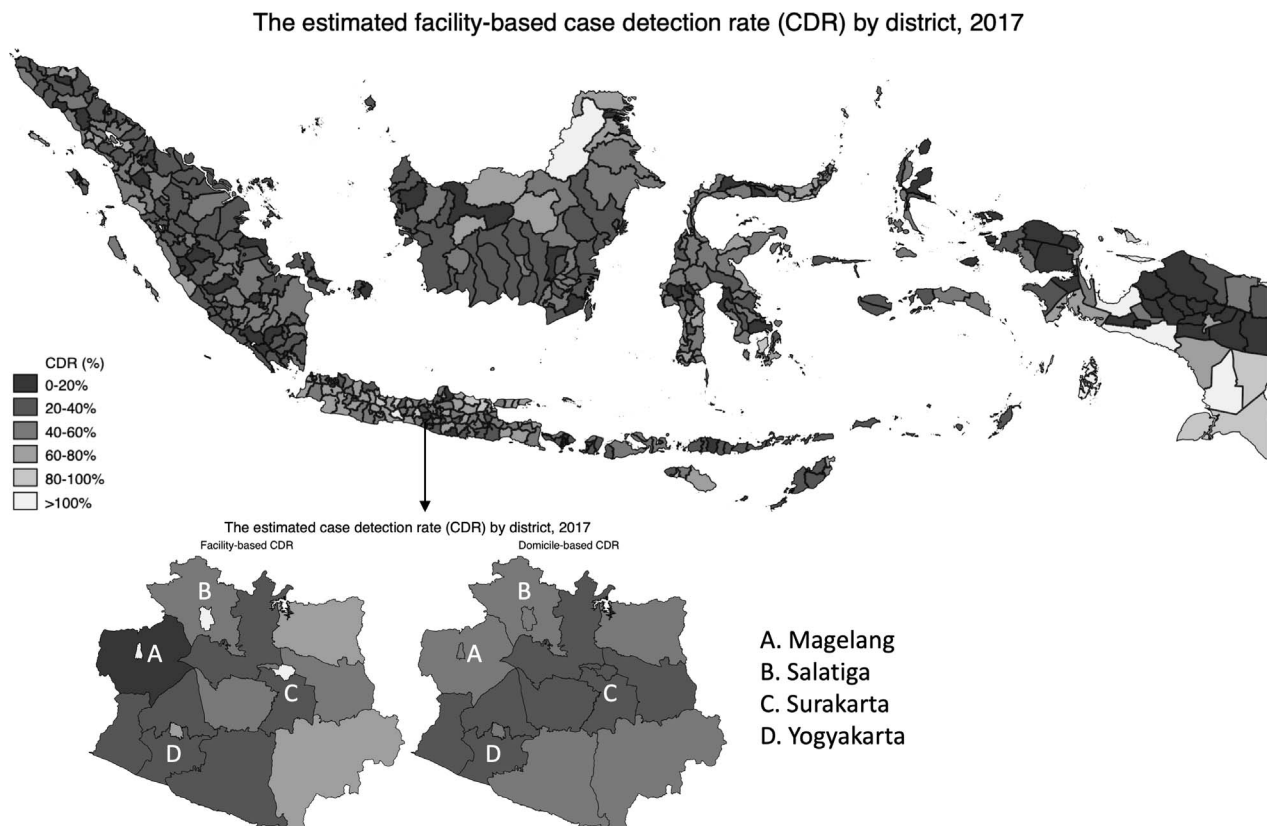 The estimated facility-based case detection rate (CDR) by district, 2017
CDR (%)
0-20%
20-40%
40-60%
60-80%
80-100%
>100%
The estimated case detection rate (CDR) by district, 2017
Facility-based CDR
Domicile-based CDR
B
A
C
D
B
A
C
D
A. Magelang
B. Salatiga
C. Surakarta
D. Yogyakarta